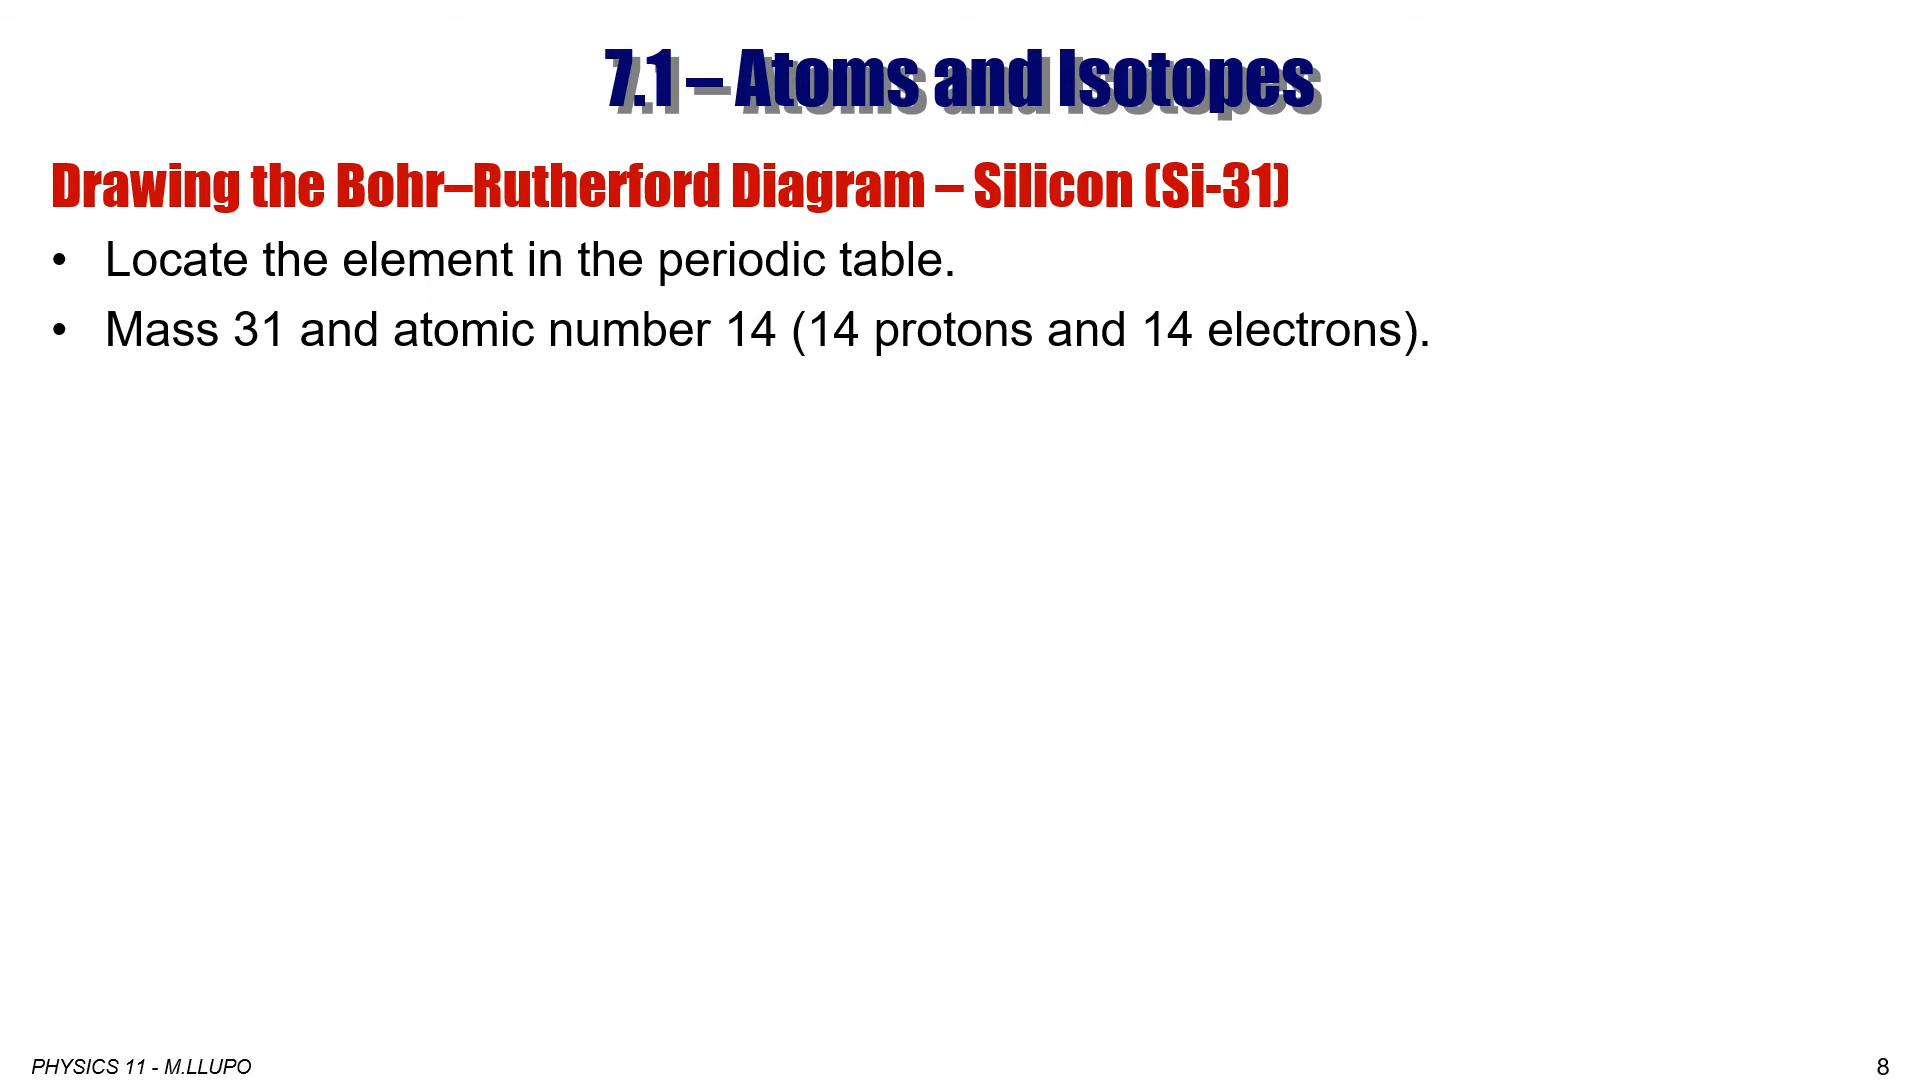 7.1 – Atoms and Isotopes
Drawing the Bohr–Rutherford Diagram – Silicon (Si-31)
• Locate the element in the periodic table.
• Mass 31 and atomic number 14 (14 protons and 14 electrons).
PHYSICS 11 - M.LLUPO
8